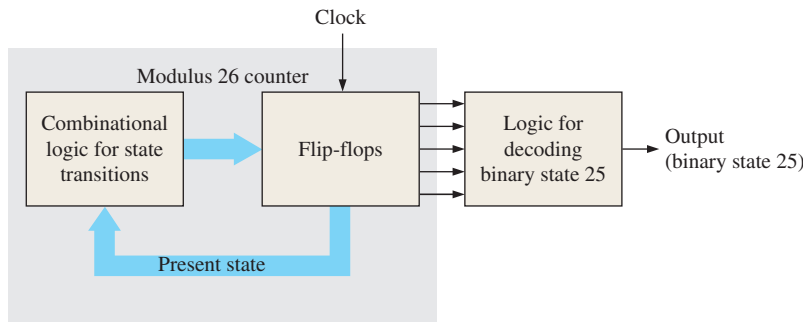 Clock
Modulus 26 counter
Combinational
logic for state
transitions
Flip-flops
Logic for
decoding
binary state 25
Output
(binary state 25)
Present state